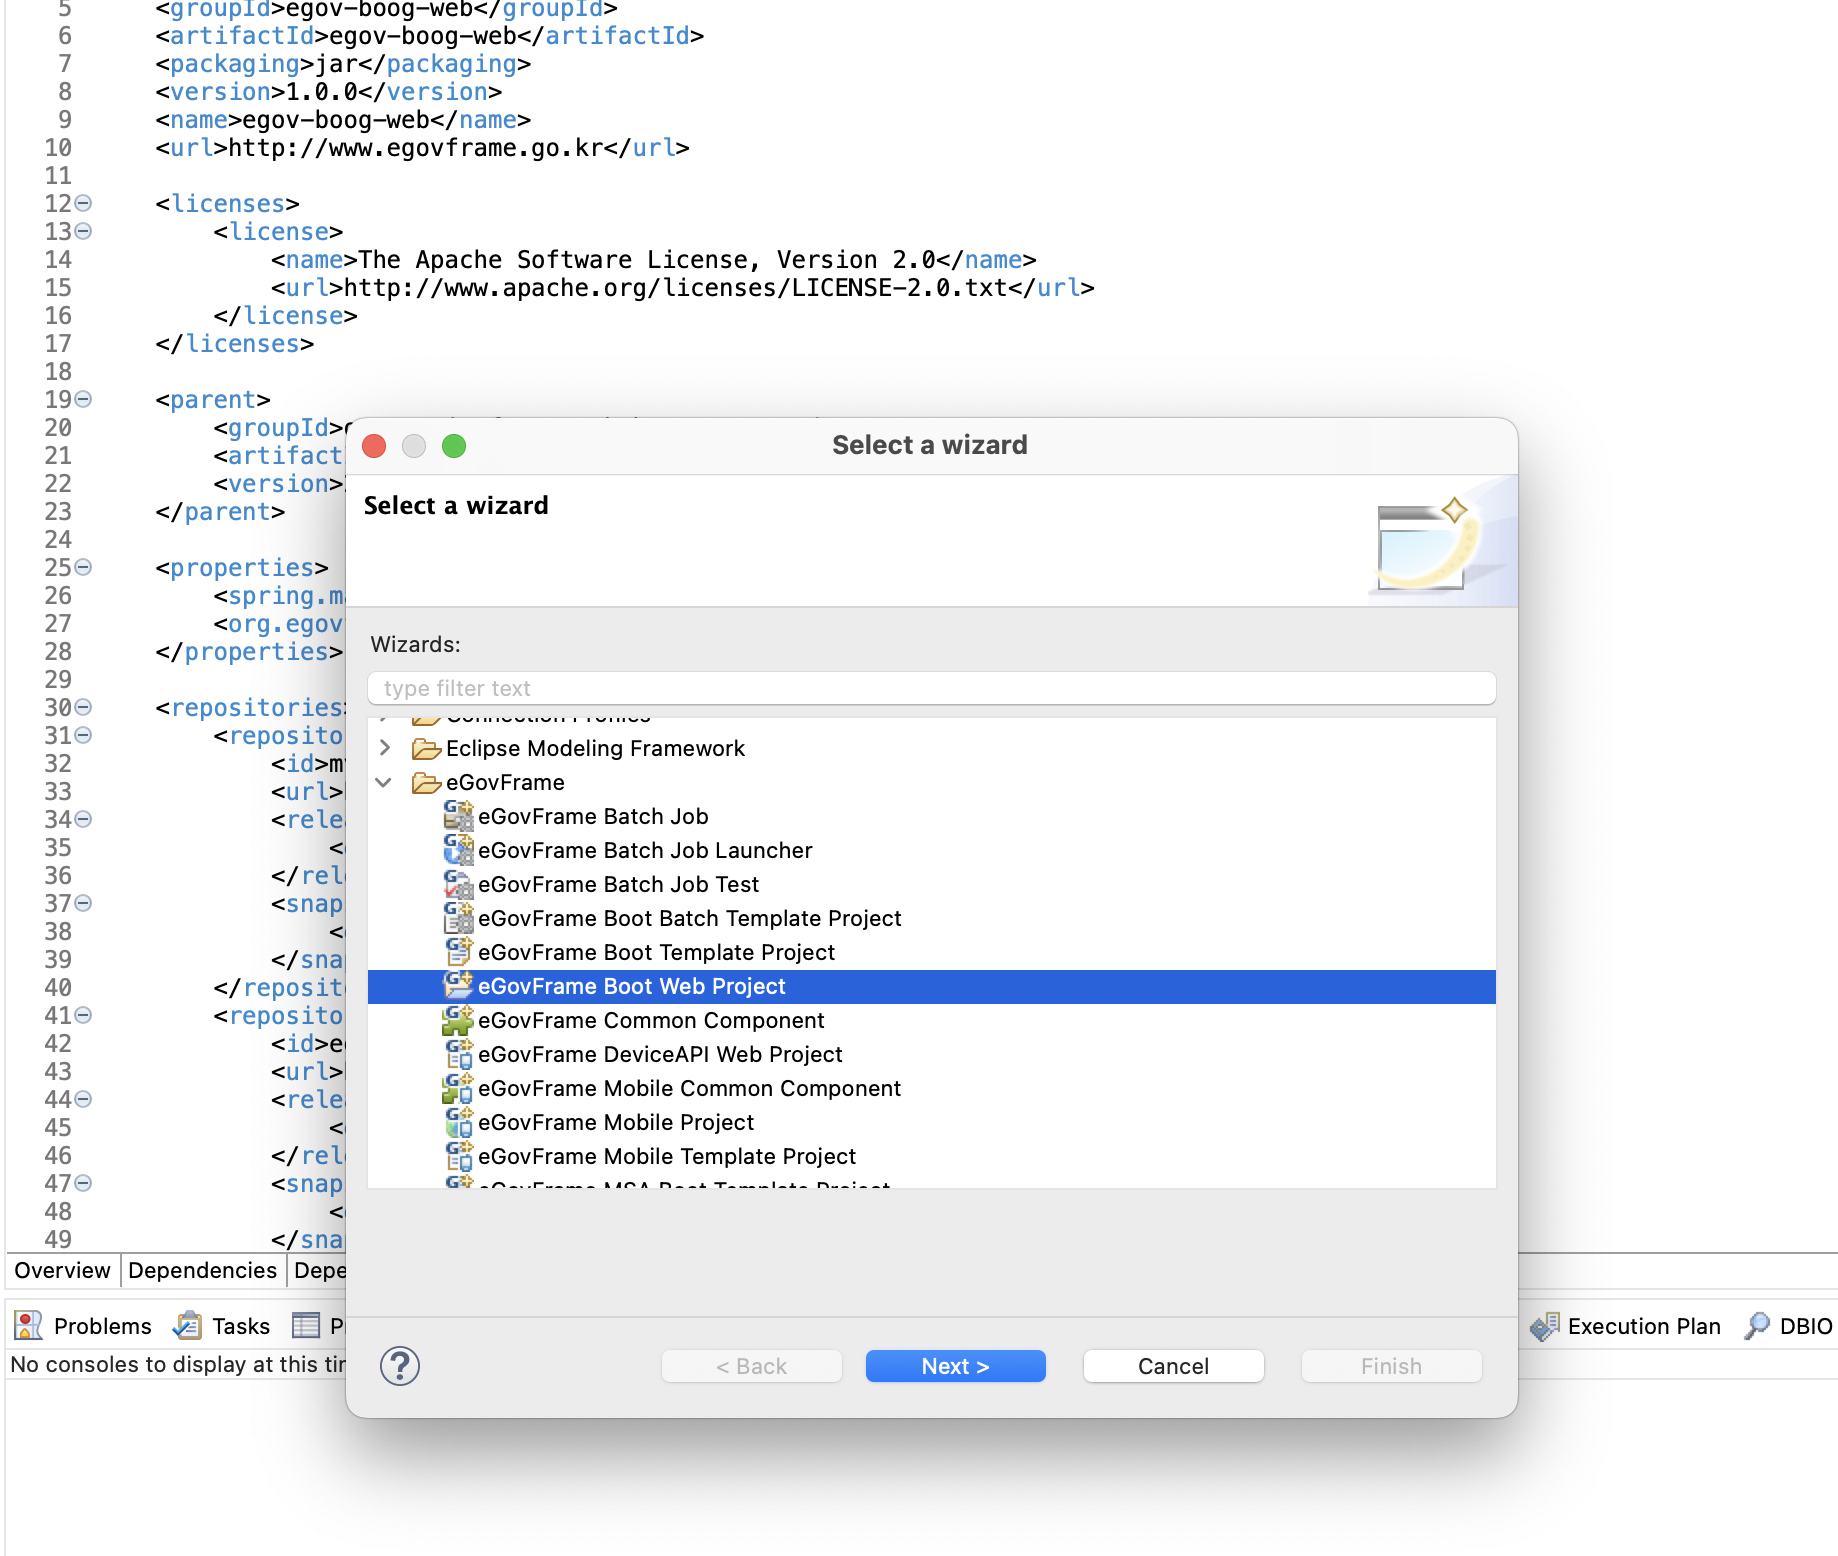 5 <groupId>egov-boog-web</groupId>
6 <artifactId>egov-boog-web</artifactId>
7 <packaging>jar</packaging>
8 <version>1.0.0</version>
9 <name>egov-boog-web</name>
10 <url>http://www.egovframe.go.kr</url>
11
12 <licenses>
13 <license>
14 <name>The Apache Software License, Version 2.0</name>
15 <url>http://www.apache.org/licenses/LICENSE-2.0.txt</url>
16 </license>
17 </licenses>
18
19 <parent>
20 <groupId>
21 <artifact
22 <version>
23 </parent>
24
25 <properties>
26 <spring.ma
27 <org.egov
28 </properties>
29
30 <repositories>
31 <reposito
32 <id>m
33 <url>
34 <rele
35 <
36 </rel
37 <snap
38 <
39 </sna
40 </reposit
41 <reposito
42 <id>e
43 <url>
44 <rele
45 <
46 </rel
47 <snap
48 <
49 </sna
Select a wizard
Select a wizard
Wizards:
type filter text
Connection Profiles
Eclipse Modeling Framework
eGovFrame
eGovFrame Batch Job
eGovFrame Batch Job Launcher
eGovFrame Batch Job Test
eGovFrame Boot Batch Template Project
eGovFrame Boot Template Project
eGovFrame Boot Web Project
eGovFrame Common Component
eGovFrame DeviceAPI Web Project
eGovFrame Mobile Common Component
eGovFrame Mobile Project
eGovFrame Mobile Template Project
eGovFrame MSA Boot Template Project
? < Back Next > Cancel Finish
Overview Dependencies Depe
Problems Tasks P Execution Plan DBIO
No consoles to display at this ti